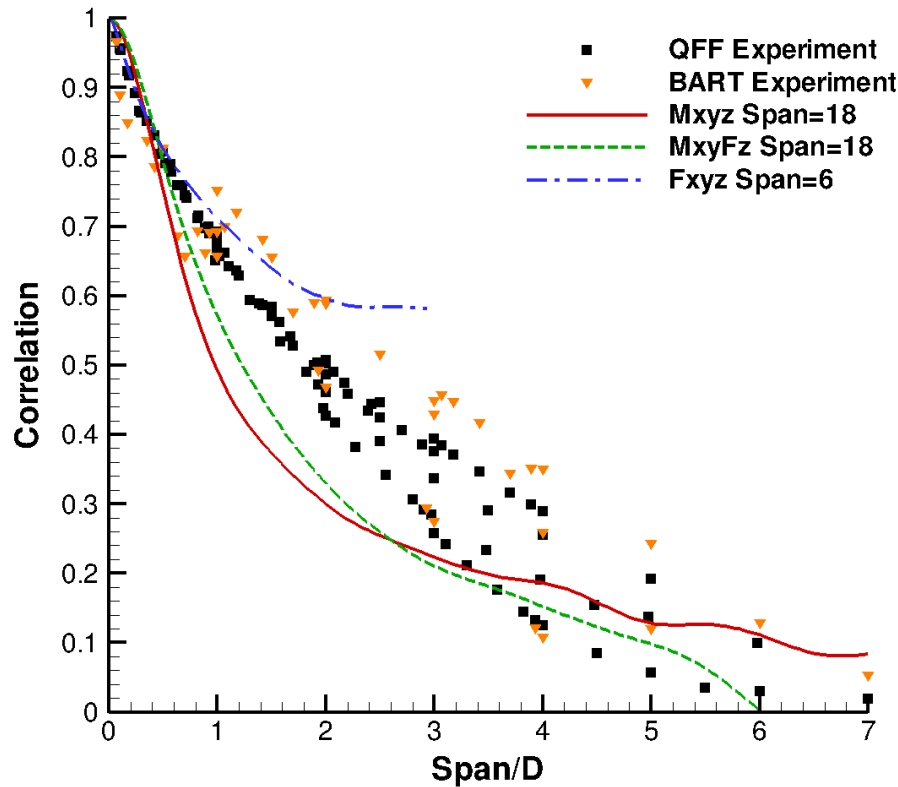 1
0.9
0.8
0.7
0.6
0.5
0.4
0.3
0.2
0.1
0
Correlation
QFF Experiment
BART Experiment
Mxyz Span=18
MxyFz Span=18
Fxyz Span=6
0 1 2 3 4 5 6 7
Span/D